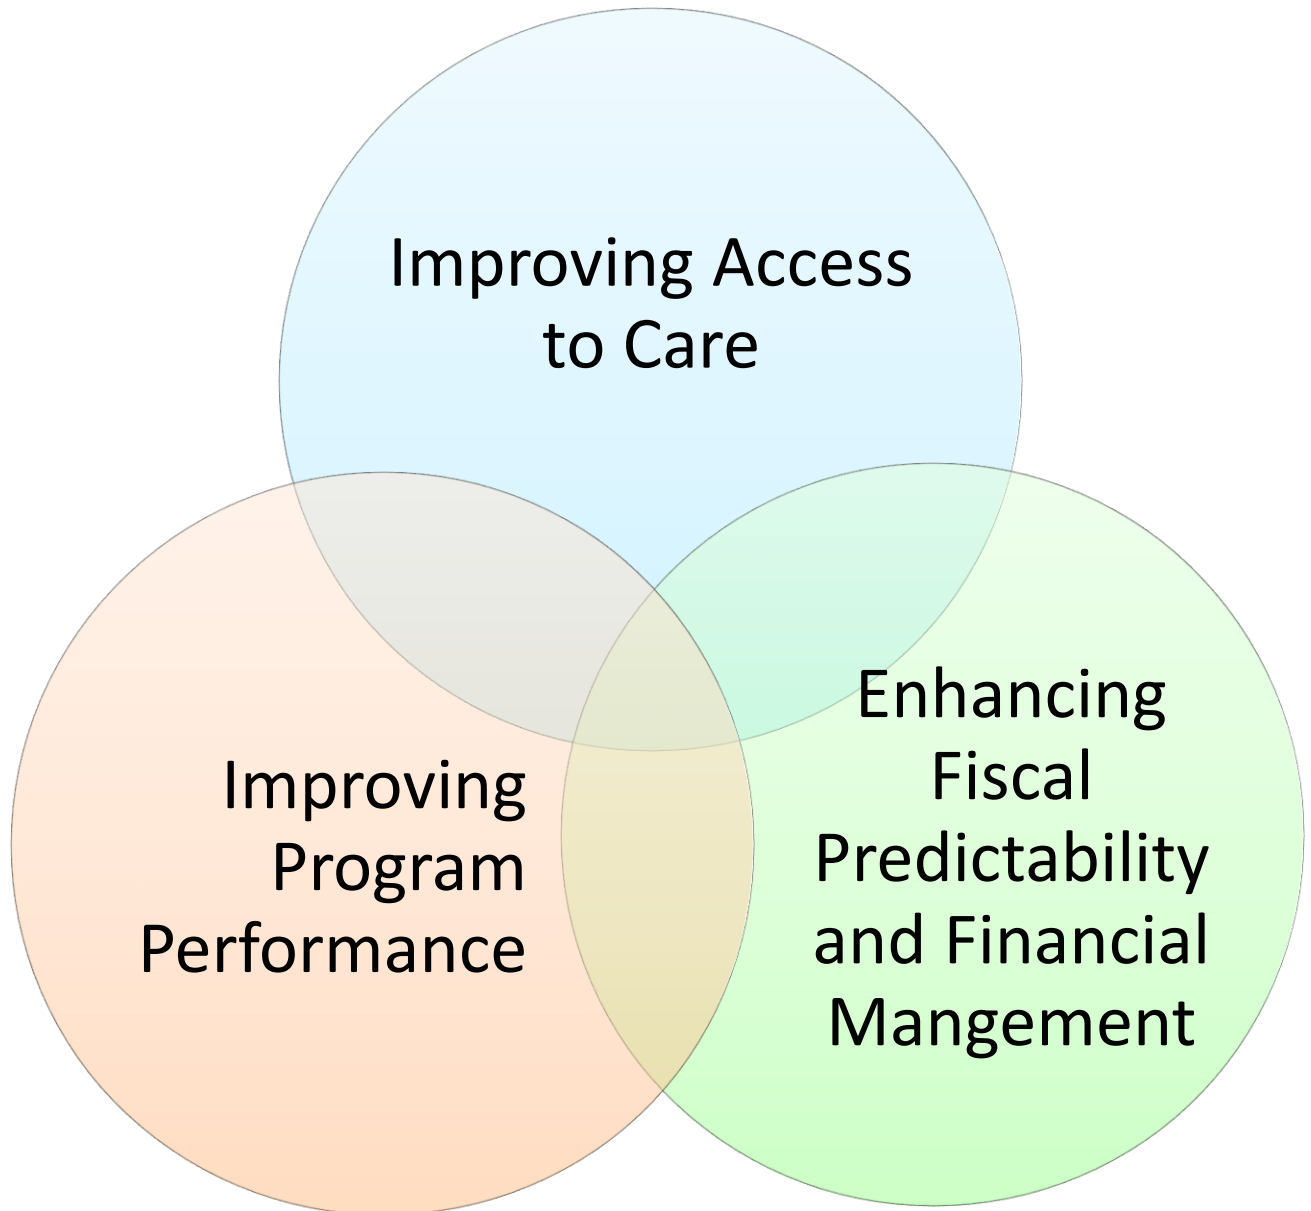 Improving Access
to Care
Improving
Program
Performance
Enhancing
Fiscal
Predictability
and Financial
Mangement